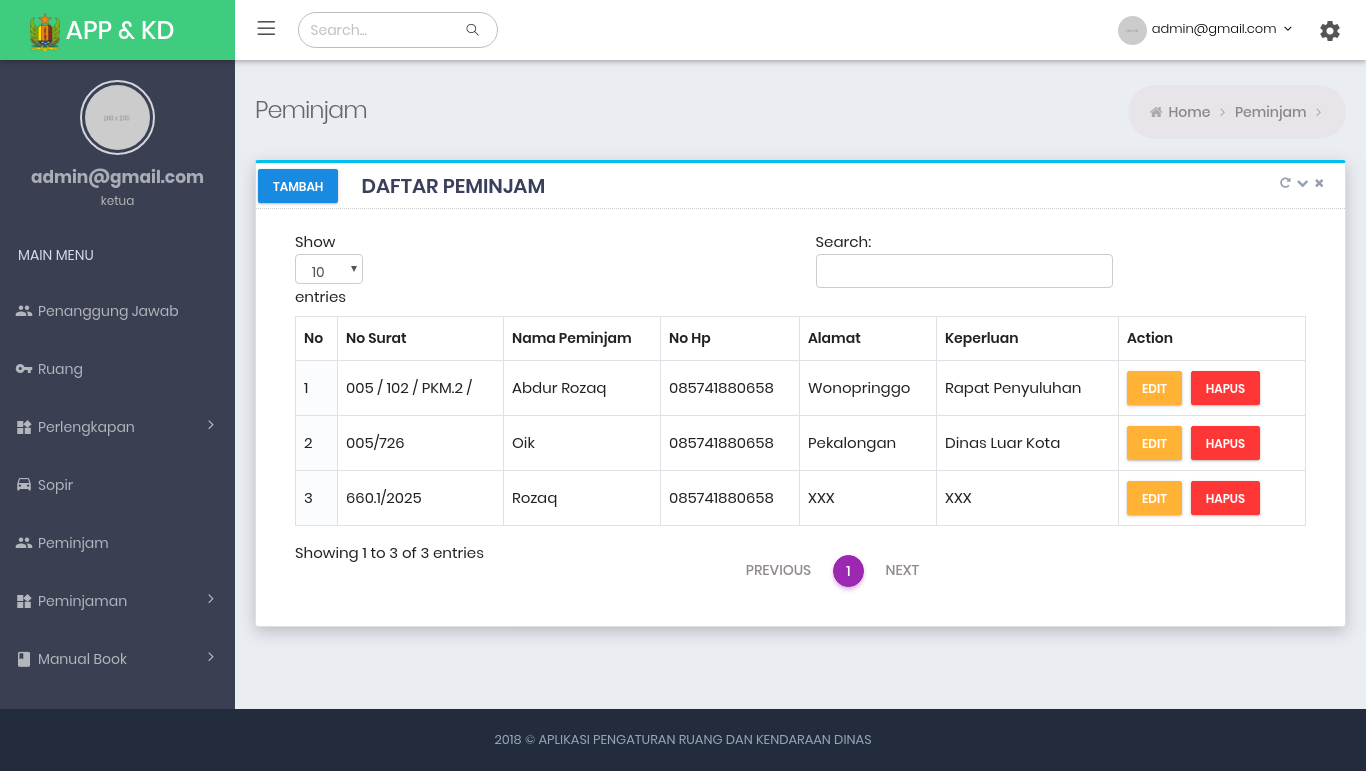 APP & KD
Search...
admin@gmail.com
200 x 200
admin@gmail.com
ketua
MAIN MENU
Penanggung Jawab
Ruang
Perlengkapan
Sopir
Peminjam
Peminjaman
Manual Book
Peminjam
Home > Peminjam >
TAMBAH DAFTAR PEMINJAM
Show
10
entries
Search:
No No Surat Nama Peminjam No Hp Alamat Keperluan Action
1 005 / 102 / PKM.2 / Abdur Rozaq 085741880658 Wonopringgo Rapat Penyuluhan EDIT HAPUS
2 005/726 Oik 085741880658 Pekalongan Dinas Luar Kota EDIT HAPUS
3 660.1/2025 Rozaq 085741880658 XXX XXX EDIT HAPUS
Showing 1 to 3 of 3 entries
PREVIOUS 1 NEXT
2018 © APLIKASI PENGATURAN RUANG DAN KENDARAAN DINAS